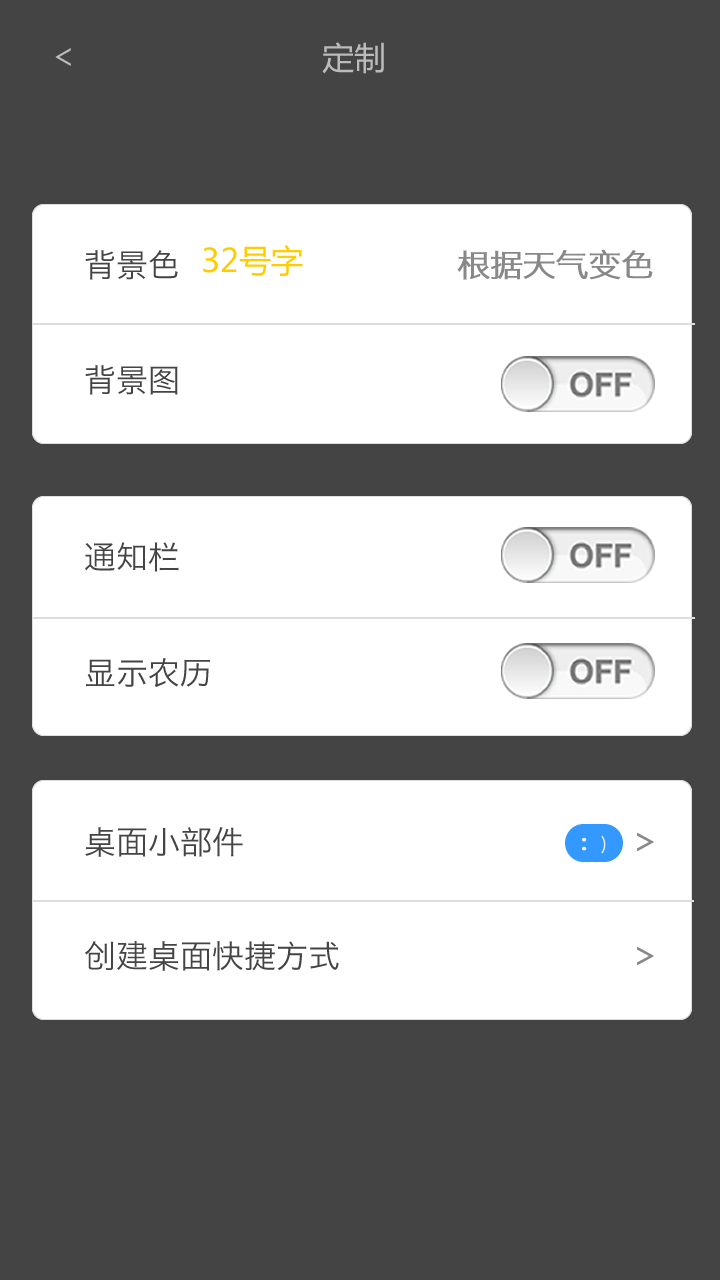 < 定制
背景色 32号字 根据天气变色
背景图 OFF
通知栏 OFF
显示农历 OFF
桌面小部件 : ) >
创建桌面快捷方式 >